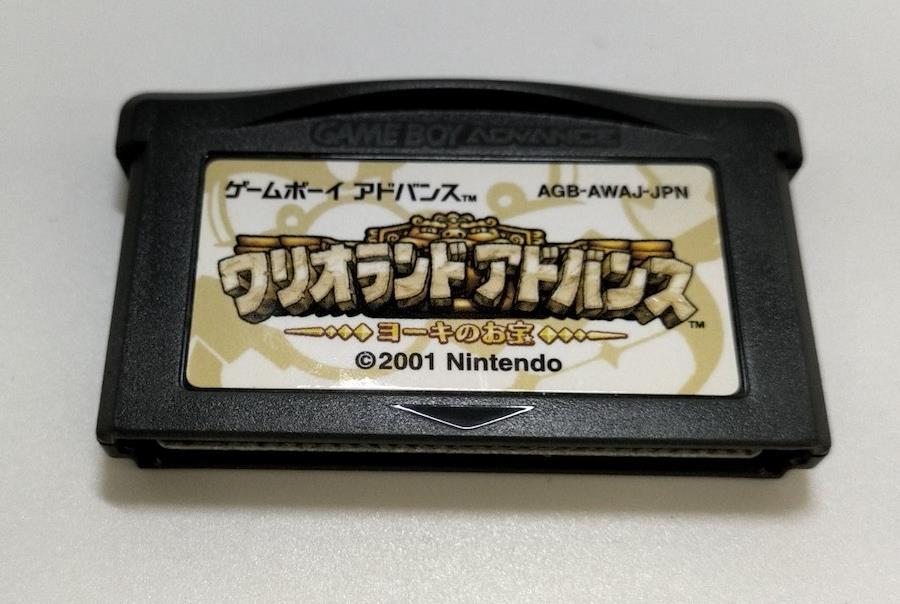 GAME BOY ADVANCE
ゲームボーイ アドバンス™ AGB-AWAJ-JPN
ワリオランド アドバンス™
ヨーキのお宝
©2001 Nintendo